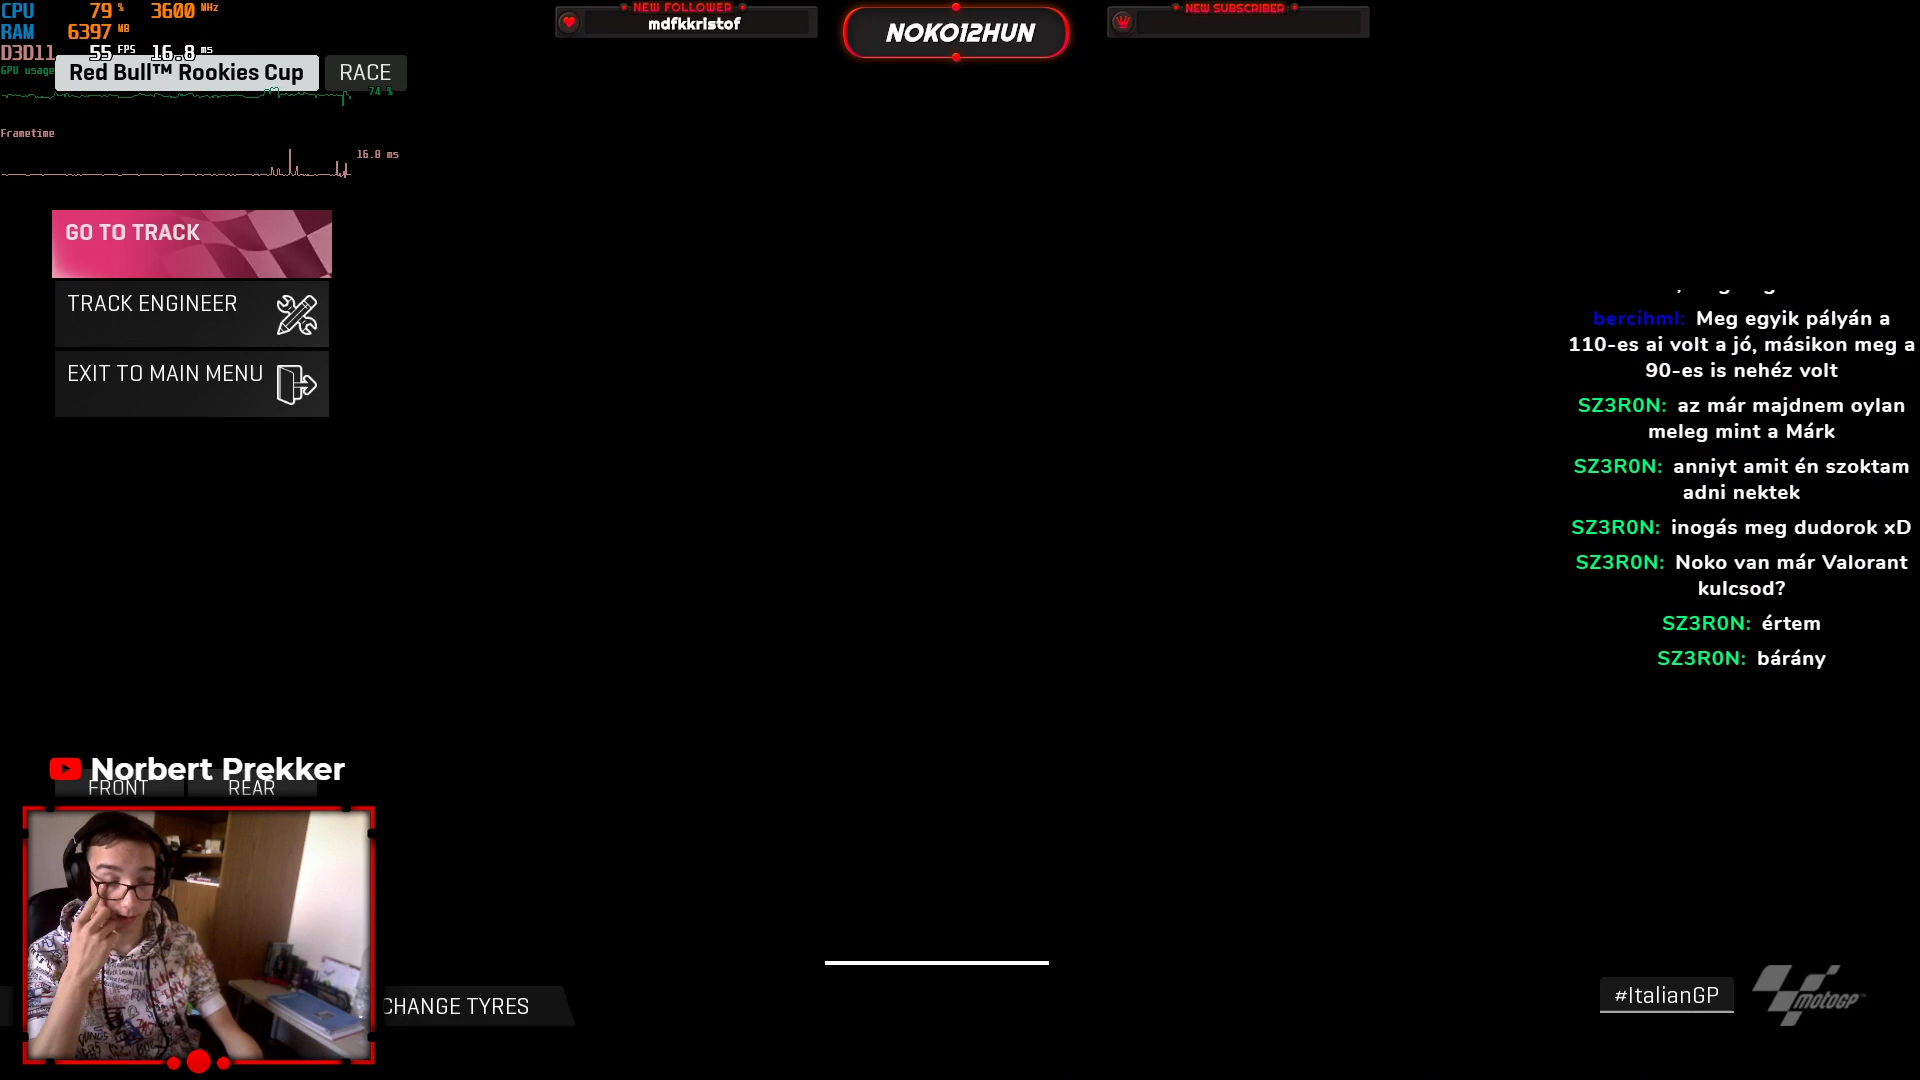 CPU 79 % 3600 MHz
RAM 6397 MB
D3D11 55 FPS 16.8 ms
GPU usage
74 %
Frametime
16.8 ms
Red Bull™ Rookies Cup
RACE
NEW FOLLOWER
mdfkkristof
NOKO12HUN
NEW SUBSCRIBER
GO TO TRACK
TRACK ENGINEER
EXIT TO MAIN MENU
bercihml: Meg egyik pályán a
110-es ai volt a jó, másikon meg a
90-es is nehéz volt
SZ3R0N: az már majdnem oylan
meleg mint a Márk
SZ3R0N: anniyt amit én szoktam
adni nektek
SZ3R0N: inogás meg dudorok xD
SZ3R0N: Noko van már Valorant
kulcsod?
SZ3R0N: értem
SZ3R0N: bárány
Norbert Prekker
FRONT
REAR
CHANGE TYRES
#ItalianGP
motoGP™